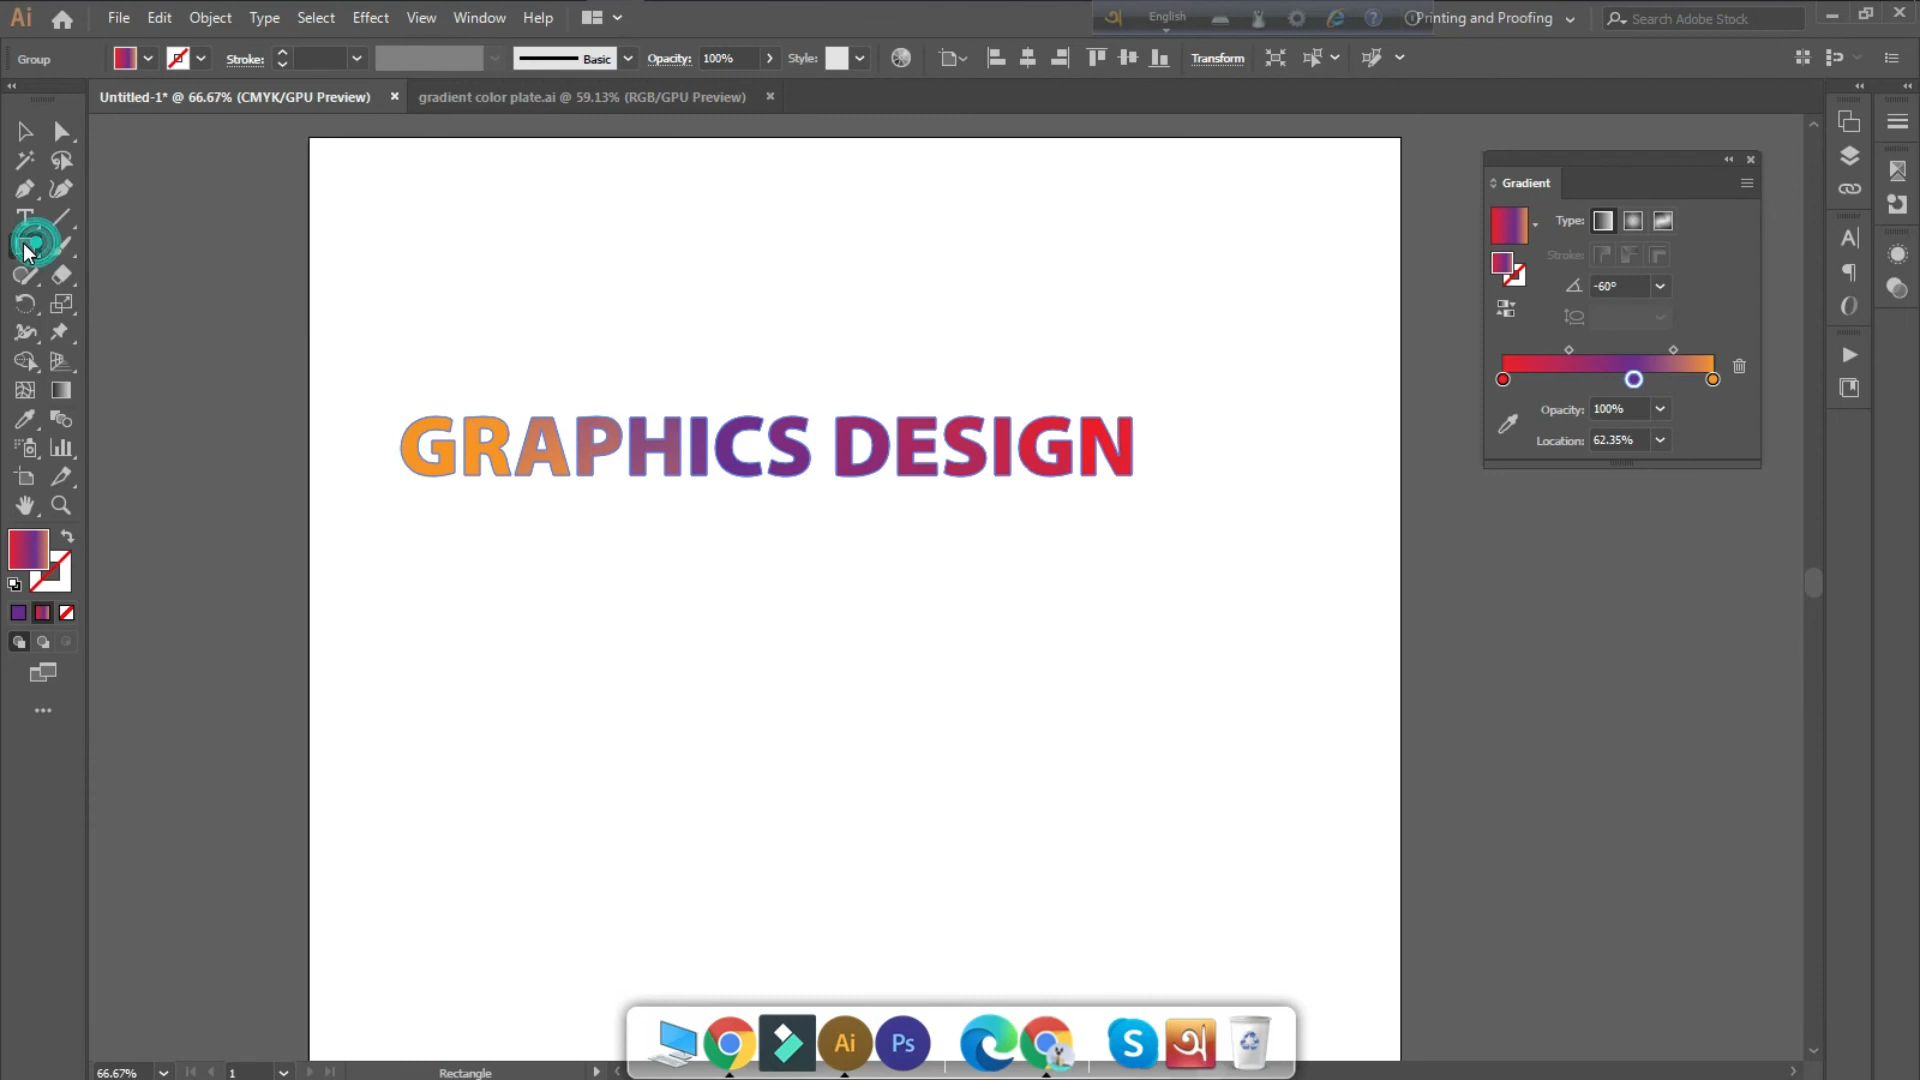 Ai File Edit Object Type Select Effect View Window Help English Printing and Proofing Search Adobe Stock
Group Stroke: Basic Opacity: 100% Style: Transform
Untitled-1* @ 66.67% (CMYK/GPU Preview) gradient color plate.ai @ 59.13% (RGB/GPU Preview)
Gradient
Type:
Stroke:
-60°
Opacity: 100%
Location: 62.35%
GRAPHICS DESIGN
Ai Ps S অ
66.67% 1 Rectangle